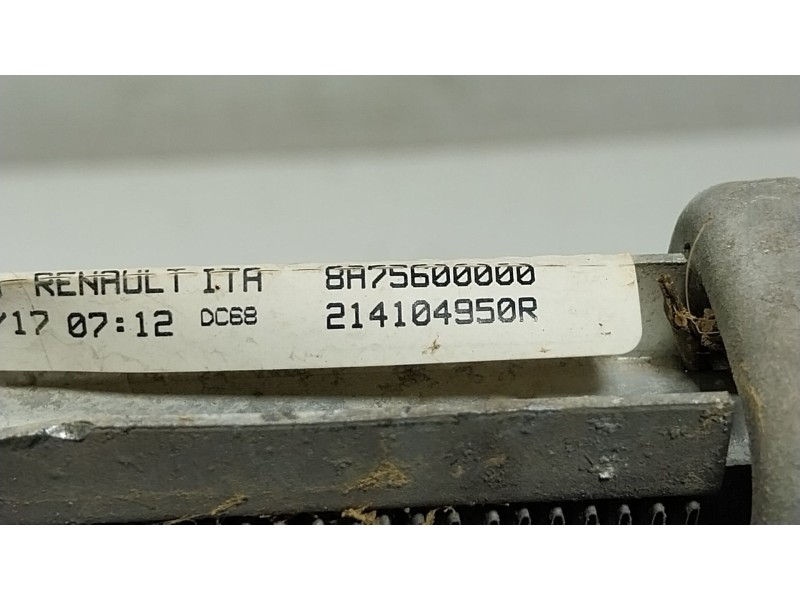 RENAULT ITA 8A75600000
/17 07:12 DC68 214104950R